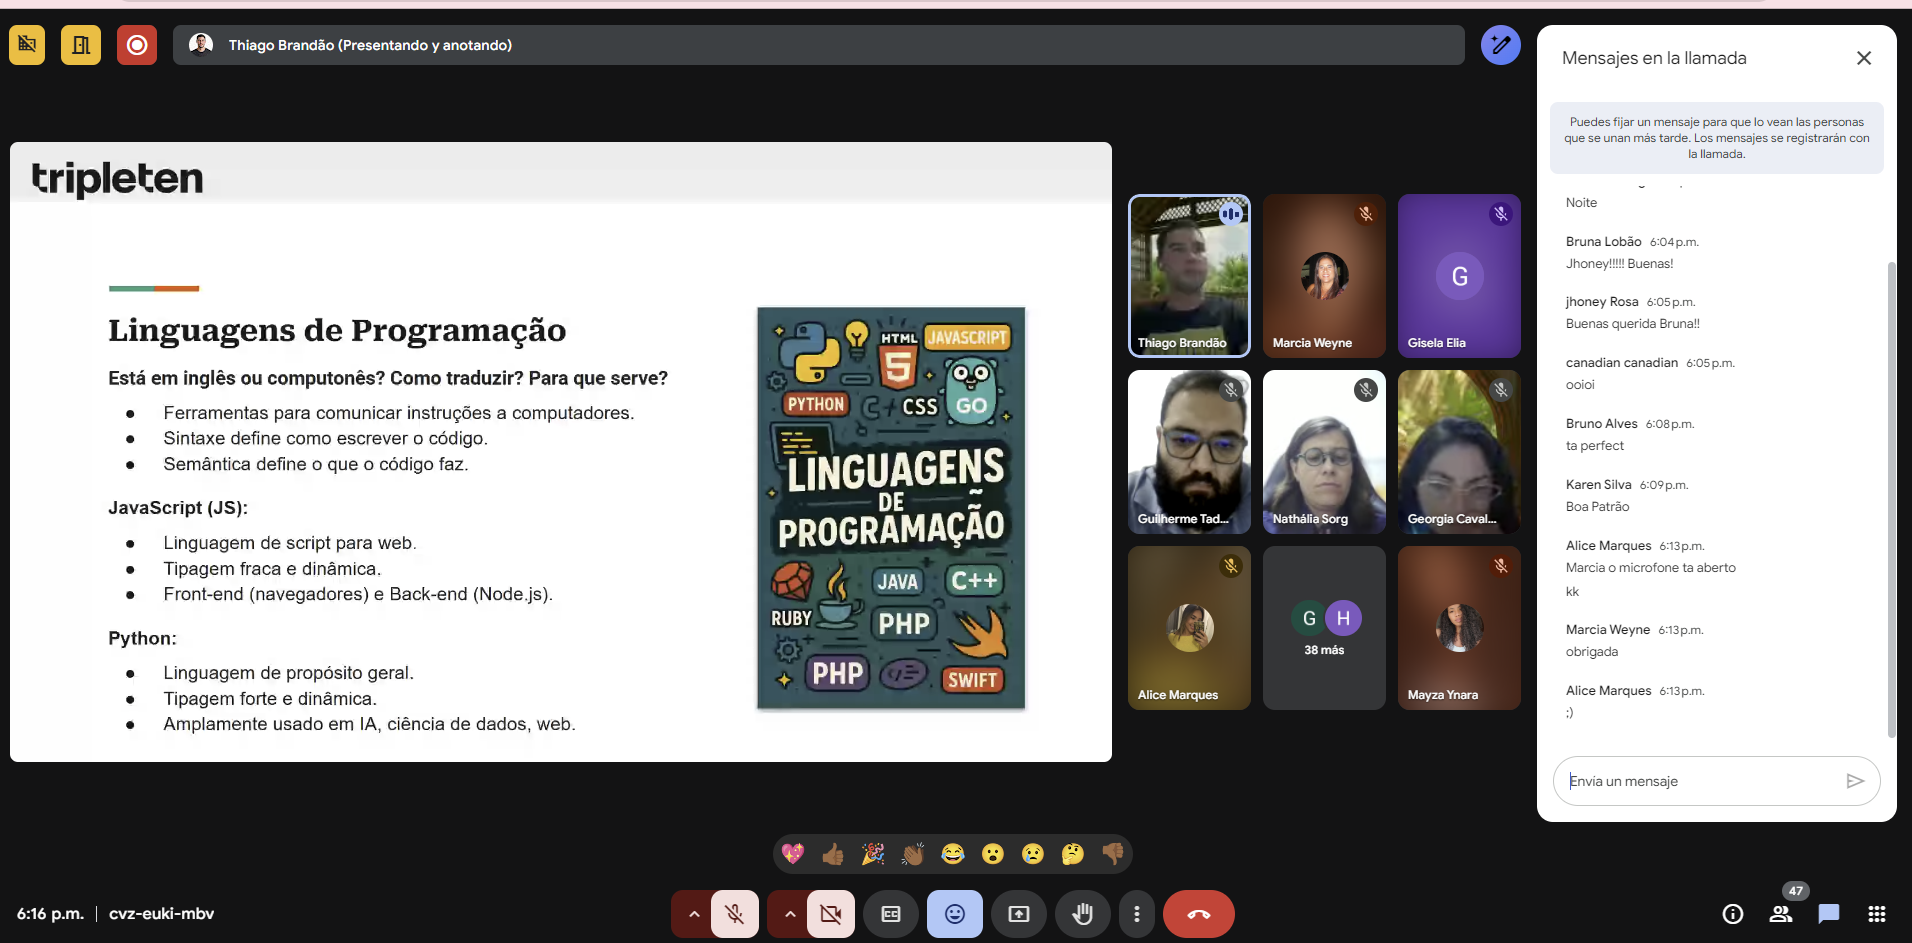 Thiago Brandão (Presentando y anotando)
tripleten
Linguagens de Programação
Está em inglês ou computonês? Como traduzir? Para que serve?
● Ferramentas para comunicar instruções a computadores.
● Sintaxe define como escrever o código.
● Semântica define o que o código faz.
JavaScript (JS):
● Linguagem de script para web.
● Tipagem fraca e dinâmica.
● Front-end (navegadores) e Back-end (Node.js).
Python:
● Linguagem de propósito geral.
● Tipagem forte e dinâmica.
● Amplamente usado em IA, ciência de dados, web.
HTML
5
JAVASCRIPT
PYTHON
C+
CSS
GO
LINGUAGENS
DE
PROGRAMAÇÃO
JAVA
C++
RUBY
PHP
PHP
SWIFT
Thiago Brandão
Marcia Weyne
G
Gisela Elia
Guilherme Tad...
Nathália Sorg
Georgia Caval...
Alice Marques
G H
38 más
Mayza Ynara
Mensajes en la llamada
Puedes fijar un mensaje para que lo vean las personas
que se unan más tarde. Los mensajes se registrarán con
la llamada.
Noite
Bruna Lobão 6:04 p.m.
Jhoney!!!!! Buenas!
jhoney Rosa 6:05 p.m.
Buenas querida Bruna!!
canadian canadian 6:05 p.m.
ooioi
Bruno Alves 6:08 p.m.
ta perfect
Karen Silva 6:09 p.m.
Boa Patrão
Alice Marques 6:13 p.m.
Marcia o microfone ta aberto
kk
Marcia Weyne 6:13 p.m.
obrigada
Alice Marques 6:13 p.m.
;)
Envía un mensaje
6:16 p.m. | cvz-euki-mbv
CC
47